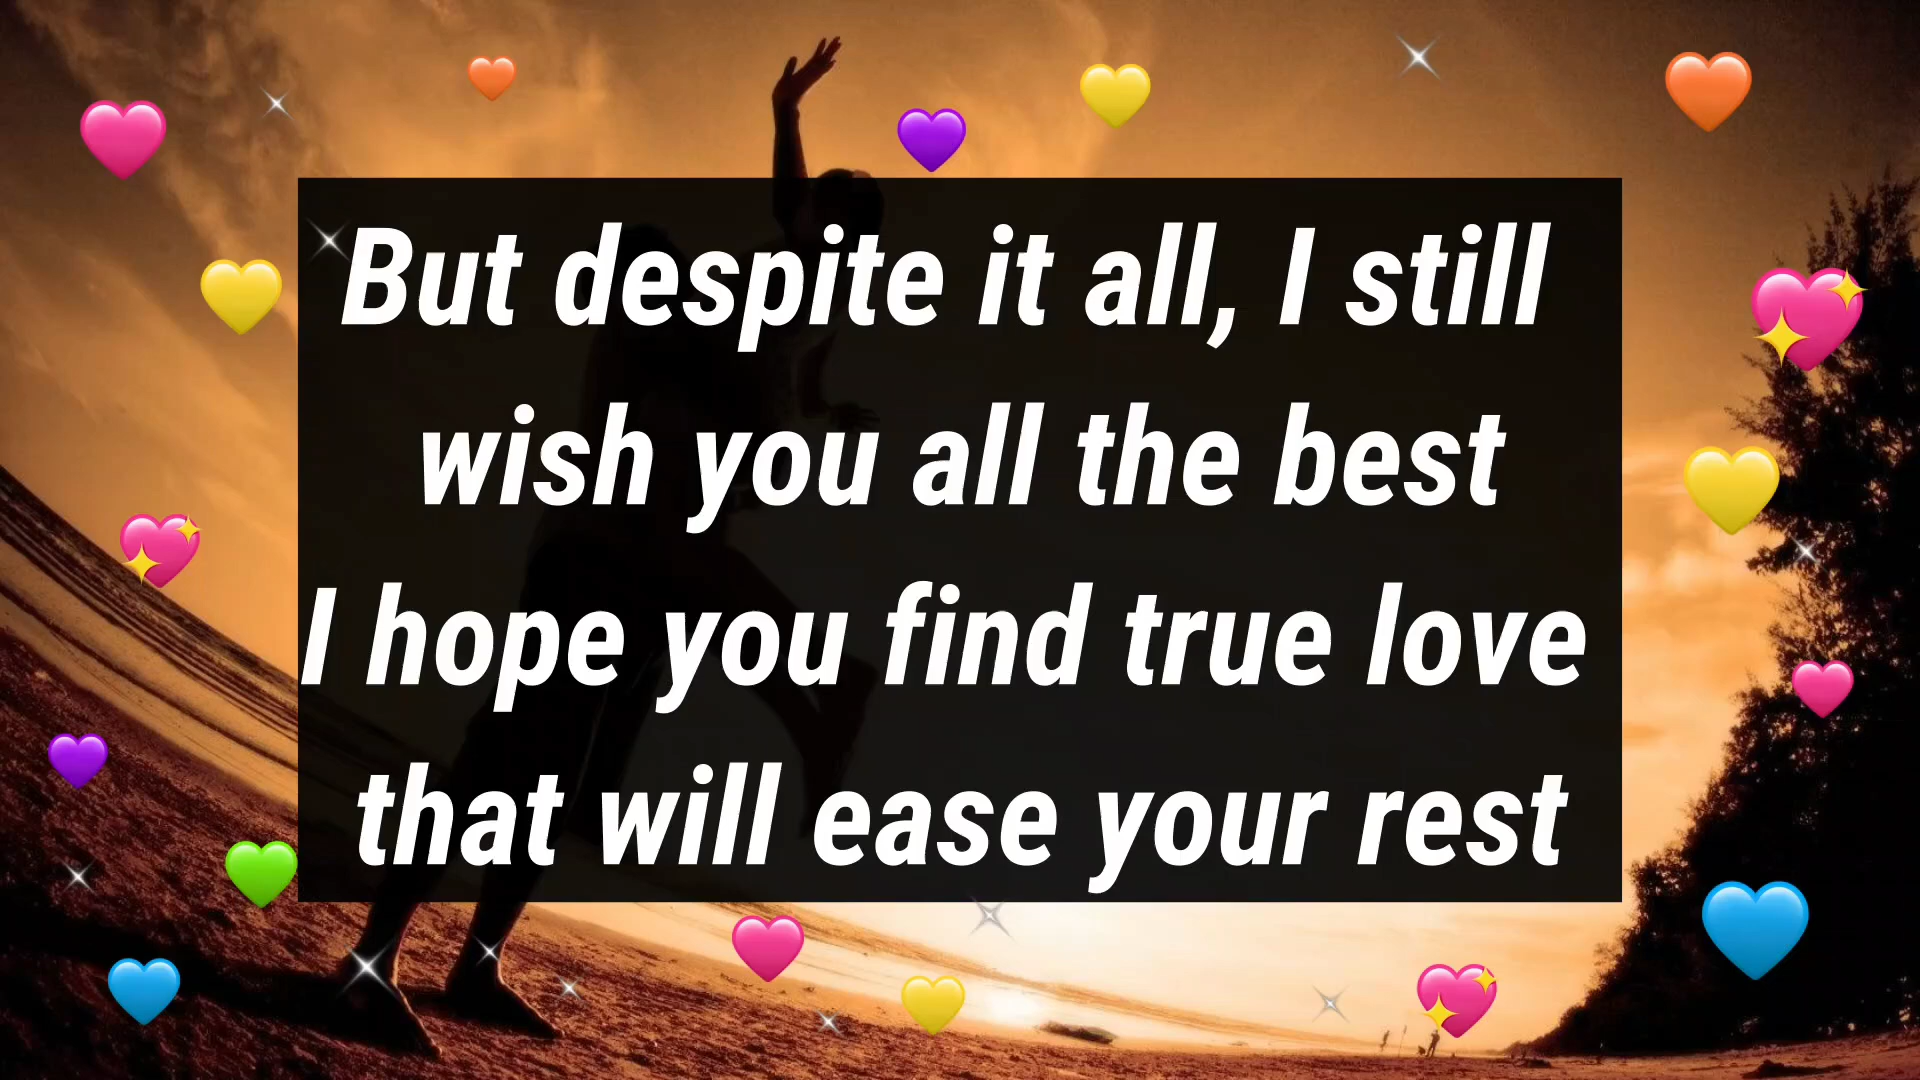 But despite it all, I still
wish you all the best
I hope you find true love
that will ease your rest